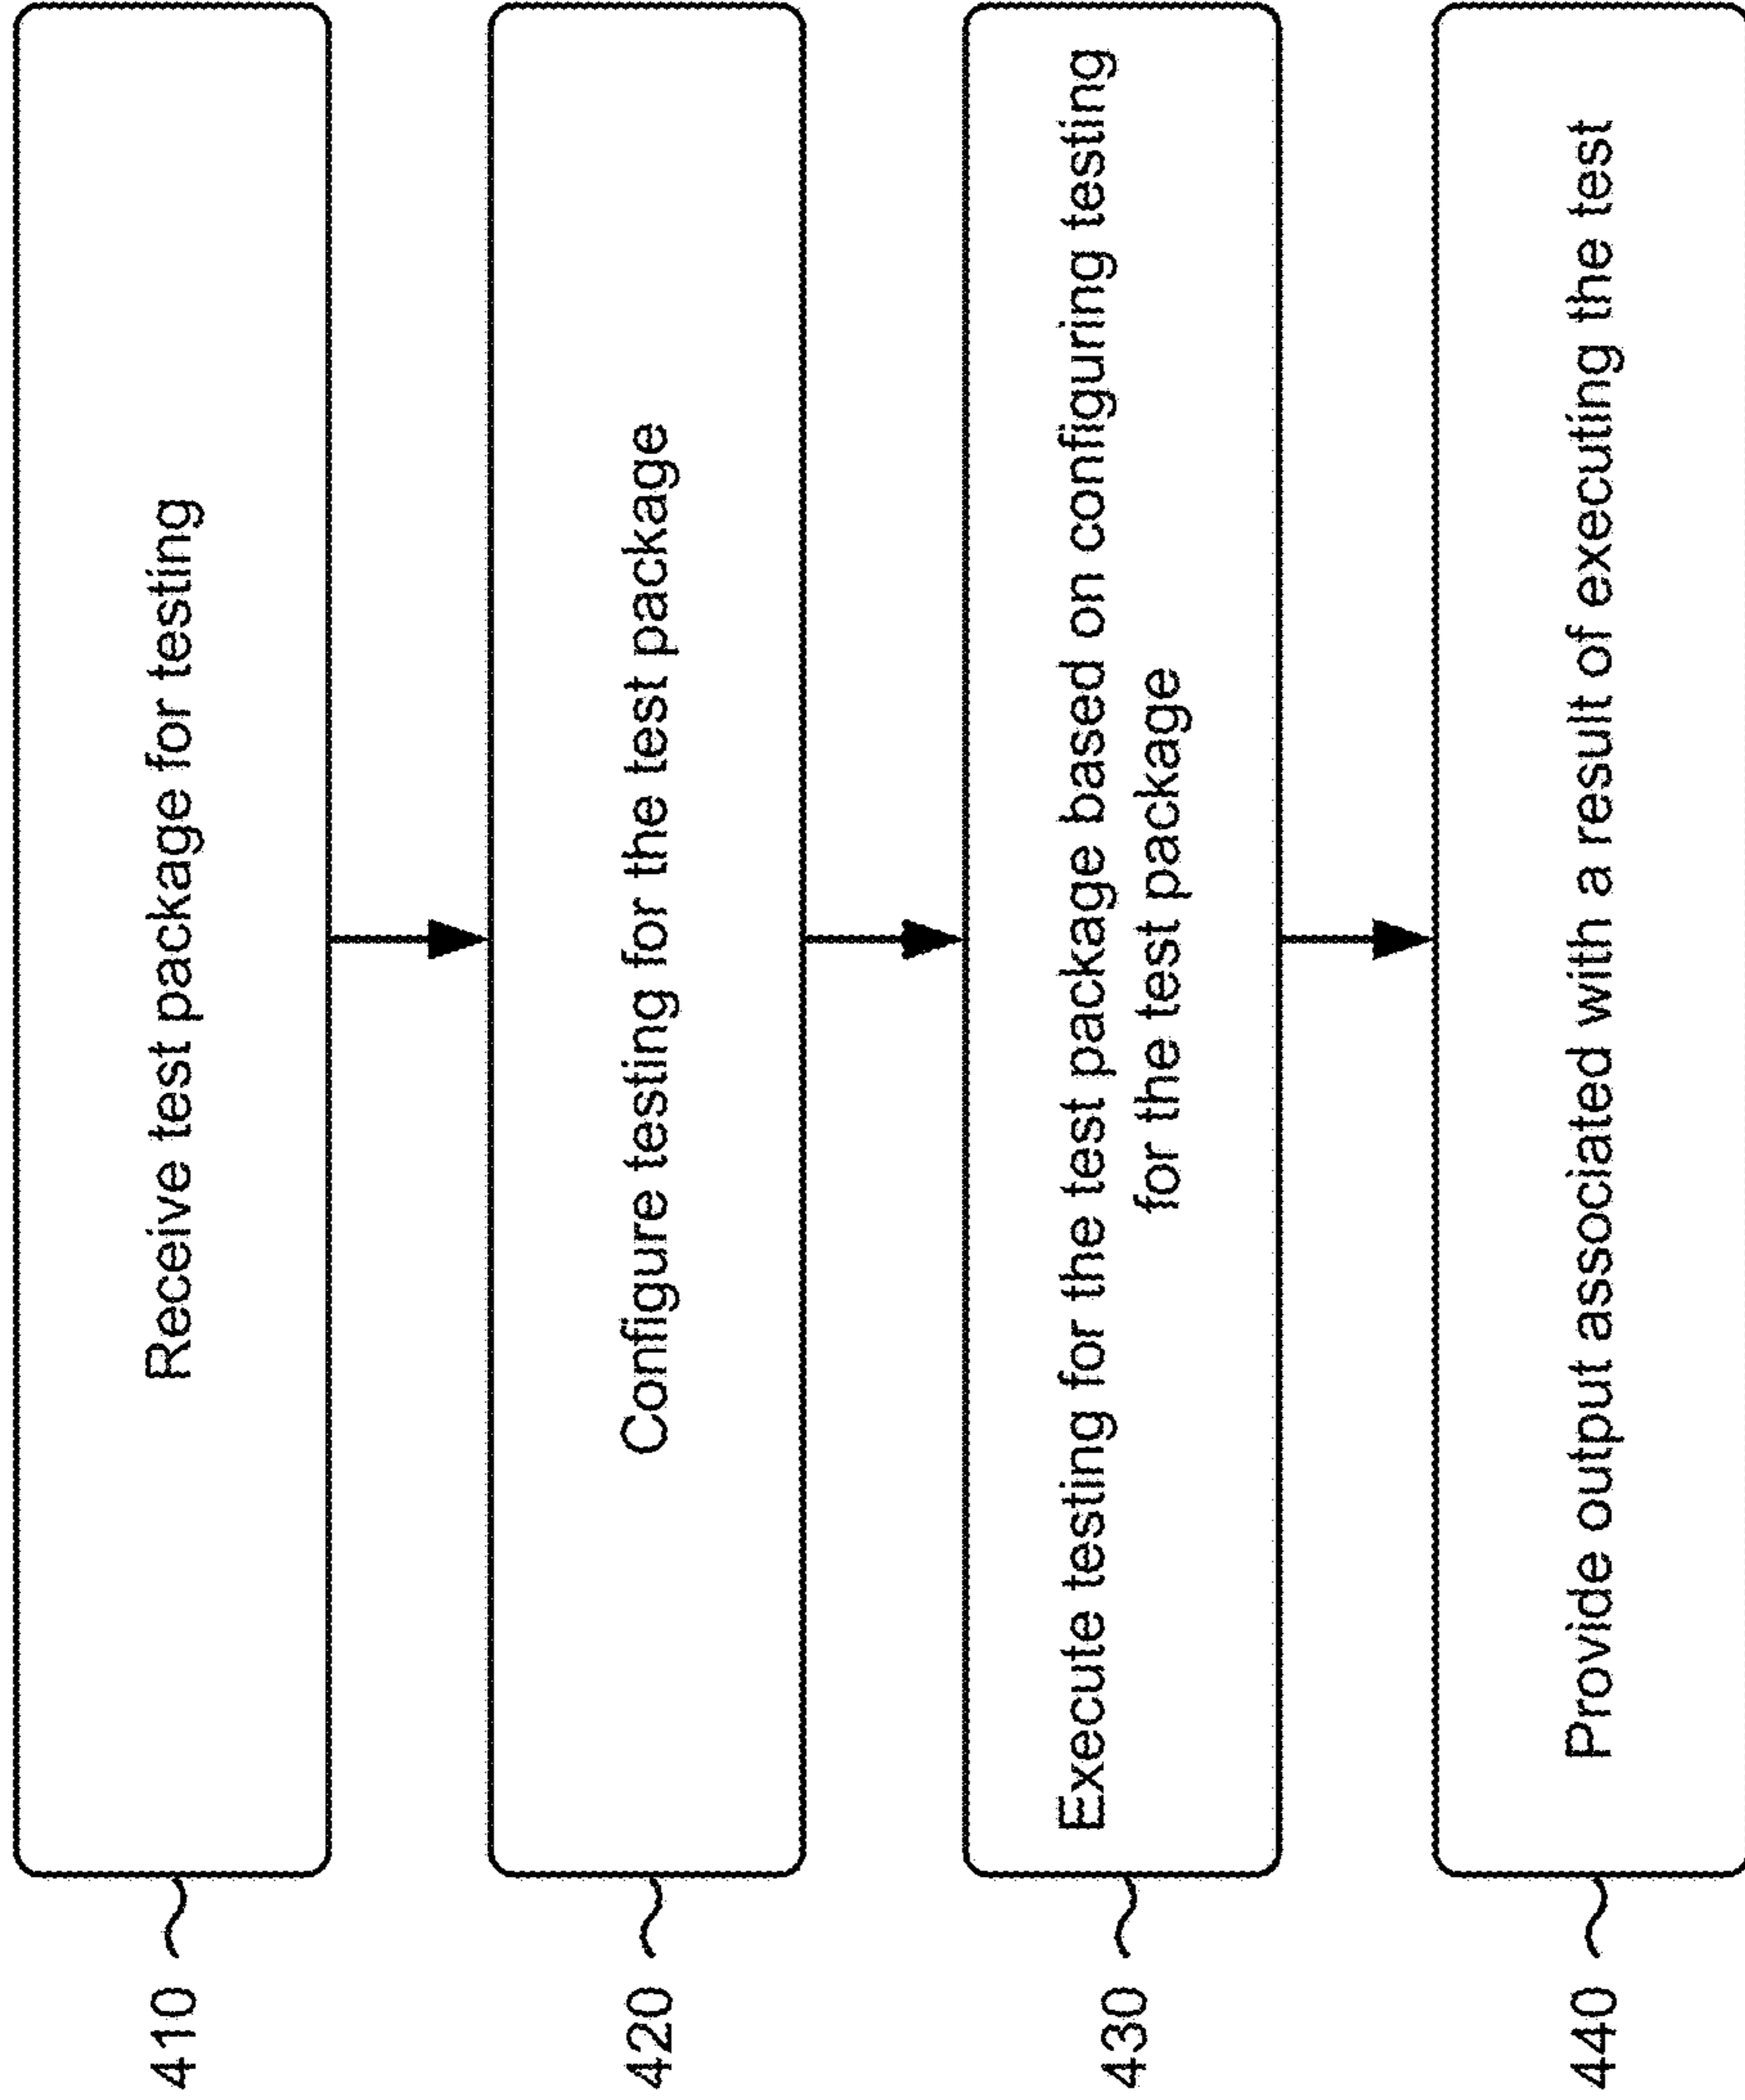 410
Receive test package for testing
420
Configure testing for the test package
430
Execute testing for the test package based on configuring testing
for the test package
440
Provide output associated with a result of executing the test